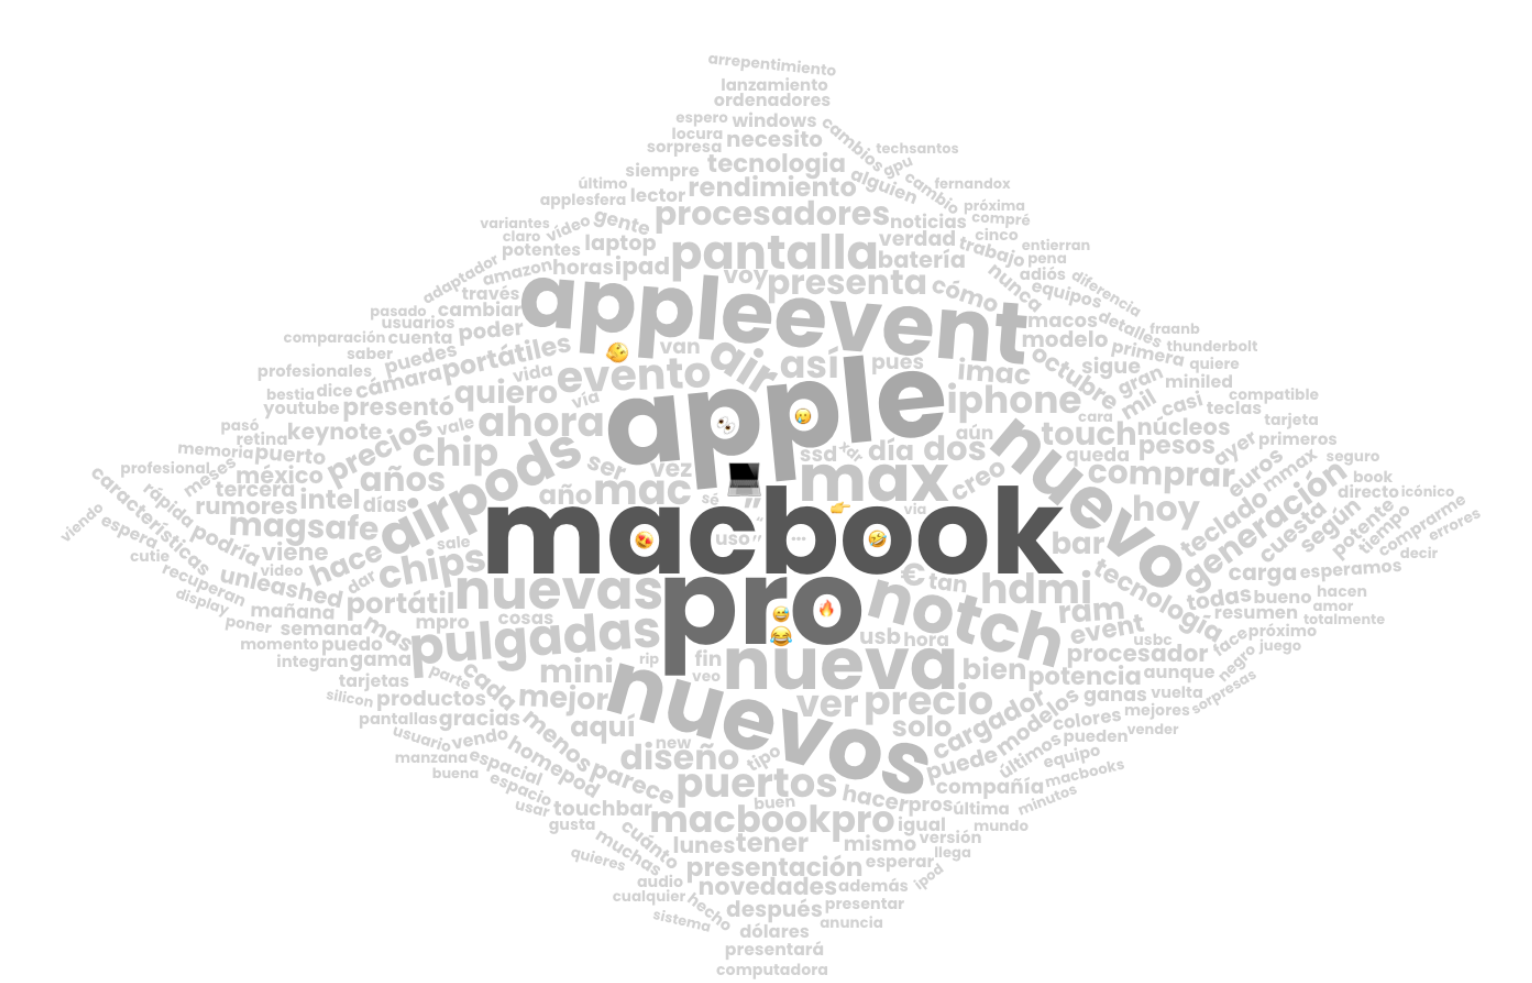 arrepentimiento
lanzamiento
ordenadores
espero windows cambios
locura necesito
sorpresa techsantos
siempre tecnologia gpu
último lector rendimiento alguien cambio fernandox
applesfera próxima
variantes vídeo gente procesadores noticias compré
claro cinco
potentes laptop pantalla verdad trabajo entierran
adaptador amazon horas ipad batería pena
voy presenta cómo nunca adiós diferencia
través equipos
pasado cambiar appleevent macos detalles fraanb
usuarios
comparación cuenta poder modelo primera thunderbolt
saber puedes portátiles 🤔 van air así pues octubre sigue quiere
profesionales cámara vida evento imac gran miniled
bestia dice quiero vía apple iphone mil casi compatible
youtube presentó ahora cara teclas
pasó keynote precios vale 👀 🥲 nuevo touch núcleos tarjeta
retina aún
memoria puerto chip airpods ser vez ssd xdr día dos queda pesos ayer primeros
profesional meses méxico años 💻 max creo comprar euros mmax seguro
características tercera año mac generación book
rápida rumores intel días sé " 👉 vía hoy teclado según directo icónico
viendo espera podría magsafe macbook cuesta potente tiempo comprarme errores
cutie viene hace sale 😍 uso " ... 🤣 bar decir
recuperan video dar chips € tan hdmi tecnología carga esperamos
display unleashed portátil nuevas pro notch ram todas bueno hacen
mañana 😅 🔥 resumen amor
poner semana mas mpro cosas 😂 usb hora event usbc face próximo totalmente
momento puedo pulgadas nueva procesador juego
integran gama rip fin bien potencia aunque negro
tarjetas parte mini veo
silicon productos cada mejor nuevos ver precio cargador modelos ganas vuelta sorpresas
pantallas gracias aquí solo colores mejores
usuario vendo menos new puede últimos pueden vender
manzana espacial homepod diseño tipo equipo
buena espacio parece puertos compañía macbooks
usar touchbar buen hacer pros última minutos
gusta cuánto macbookpro igual mundo
muchas lunes tener mismo versión
quieres presentación esperar llega
audio novedades además ipod
cualquier hecho después presentar
sistema dólares anuncia
presentará
computadora